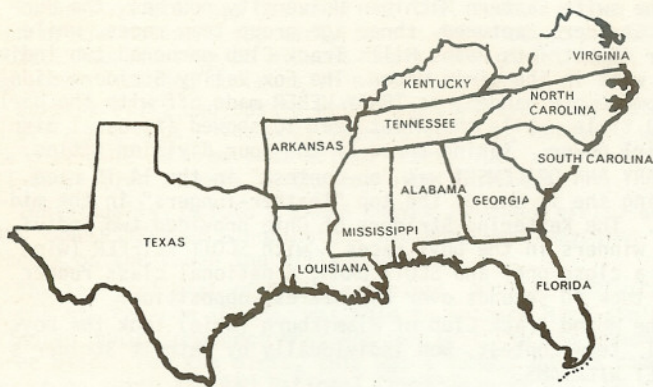 VIRGINIA
KENTUCKY
NORTH
CAROLINA
TENNESSEE
ARKANSAS
SOUTH CAROLINA
ALABAMA
GEORGIA
MISSISSIPPI
TEXAS
LOUISIANA
FLORIDA